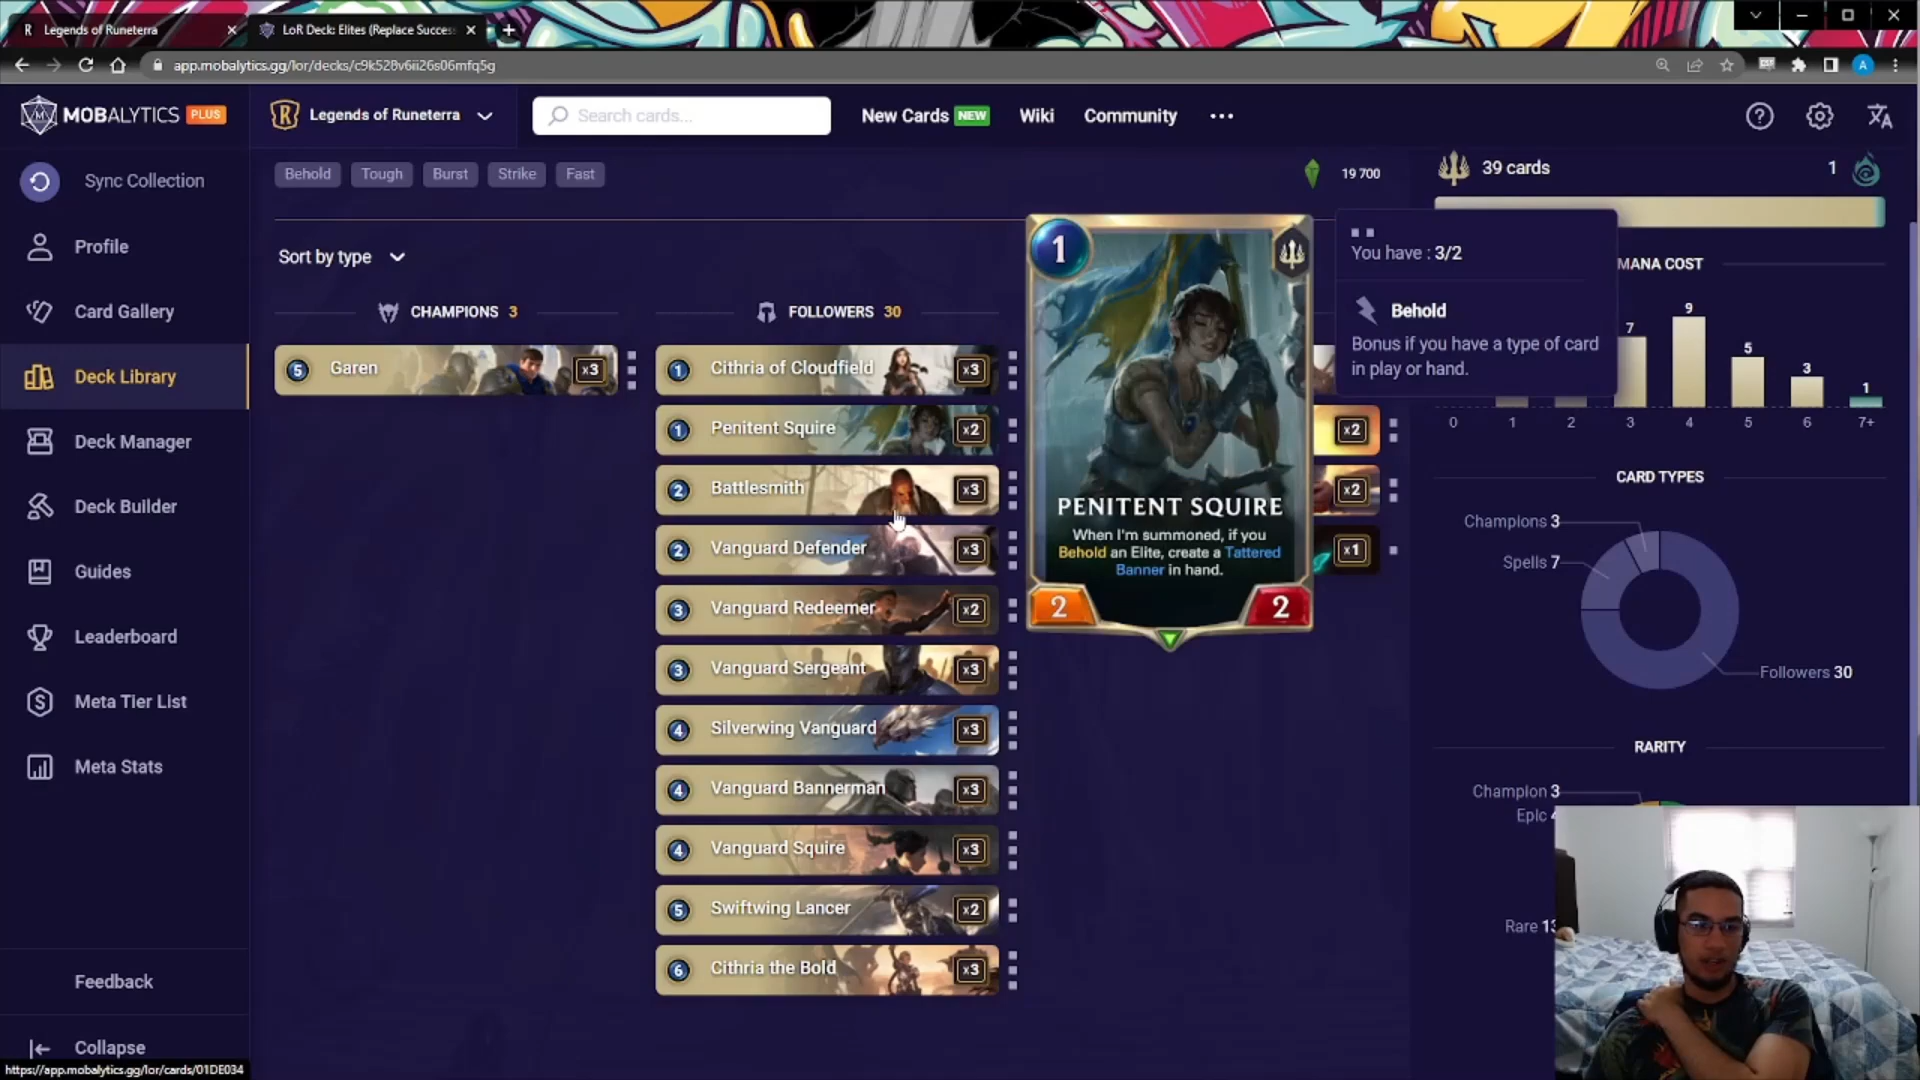 Legends of Runeterra
LoR Deck: Elites (Replace Succes
app.mobalytics.gg/lor/decks/c9k528v6ii26s06mfq5g
A
MOBALYTICS PLUS
Legends of Runeterra
Search cards...
New Cards NEW
Wiki
Community
Sync Collection
Profile
Card Gallery
Deck Library
Deck Manager
Deck Builder
Guides
Leaderboard
Meta Tier List
Meta Stats
Feedback
Collapse
https://app.mobalytics.gg/lor/cards/01DE034
Behold
Tough
Burst
Strike
Fast
19 700
Sort by type
CHAMPIONS 3
5 Garen x3
FOLLOWERS 30
1 Cithria of Cloudfield x3
1 Penitent Squire x2
2 Battlesmith x3
2 Vanguard Defender x3
3 Vanguard Redeemer x2
3 Vanguard Sergeant x3
4 Silverwing Vanguard x3
4 Vanguard Bannerman x3
4 Vanguard Squire x3
5 Swiftwing Lancer x2
6 Cithria the Bold x3
1
PENITENT SQUIRE
When I'm summoned, if you
Behold an Elite, create a Tattered
Banner in hand.
2 2
x2
x2
x1
You have : 3/2
Behold
Bonus if you have a type of card
in play or hand.
39 cards
1
MANA COST
7 9 5 3 1
0 1 2 3 4 5 6 7+
CARD TYPES
Champions 3
Spells 7
Followers 30
RARITY
Champion 3
Epic
Rare 13